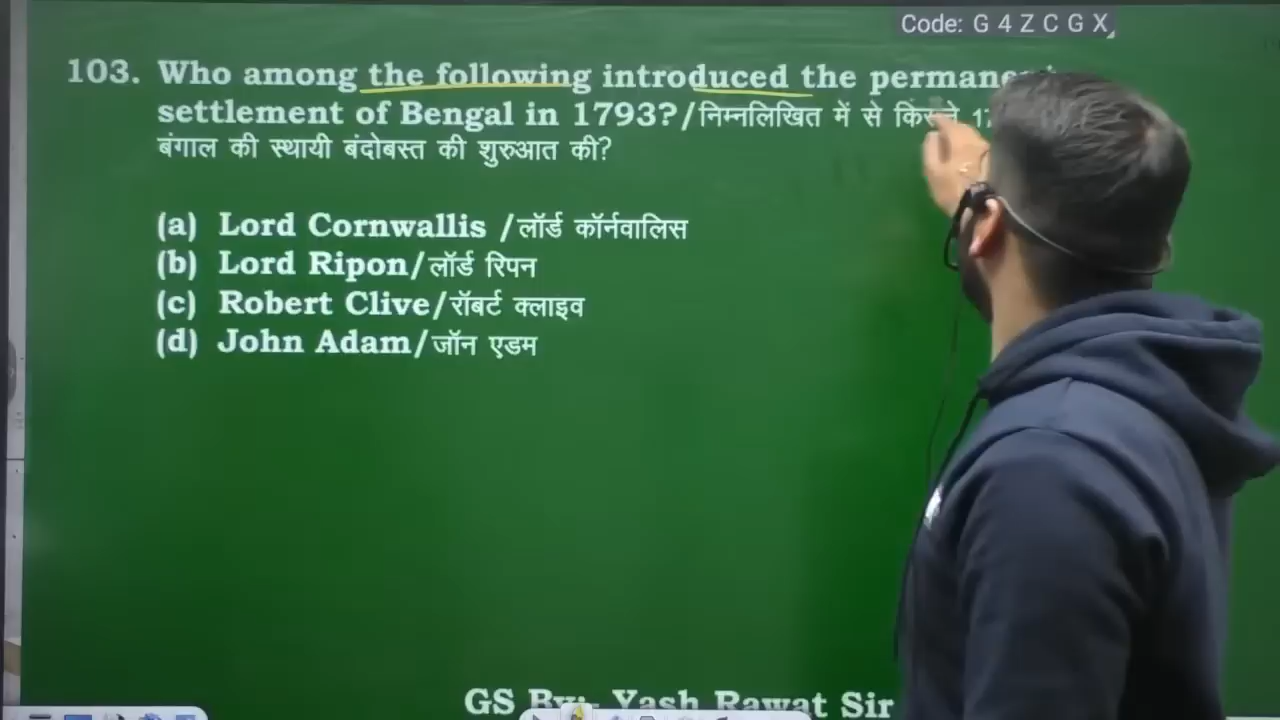 Code: G 4 Z C G X
103. Who among the following introduced the
settlement of Bengal in 1793?/निम्नलिखित में से किसने
बंगाल की स्थायी बंदोबस्त की शुरुआत की?
(a) Lord Cornwallis /लॉर्ड कॉर्नवालिस
(b) Lord Ripon/लॉर्ड रिपन
(c) Robert Clive/रॉबर्ट क्लाइव
(d) John Adam/जॉन एडम
GS By:- Yash Rawat Sir